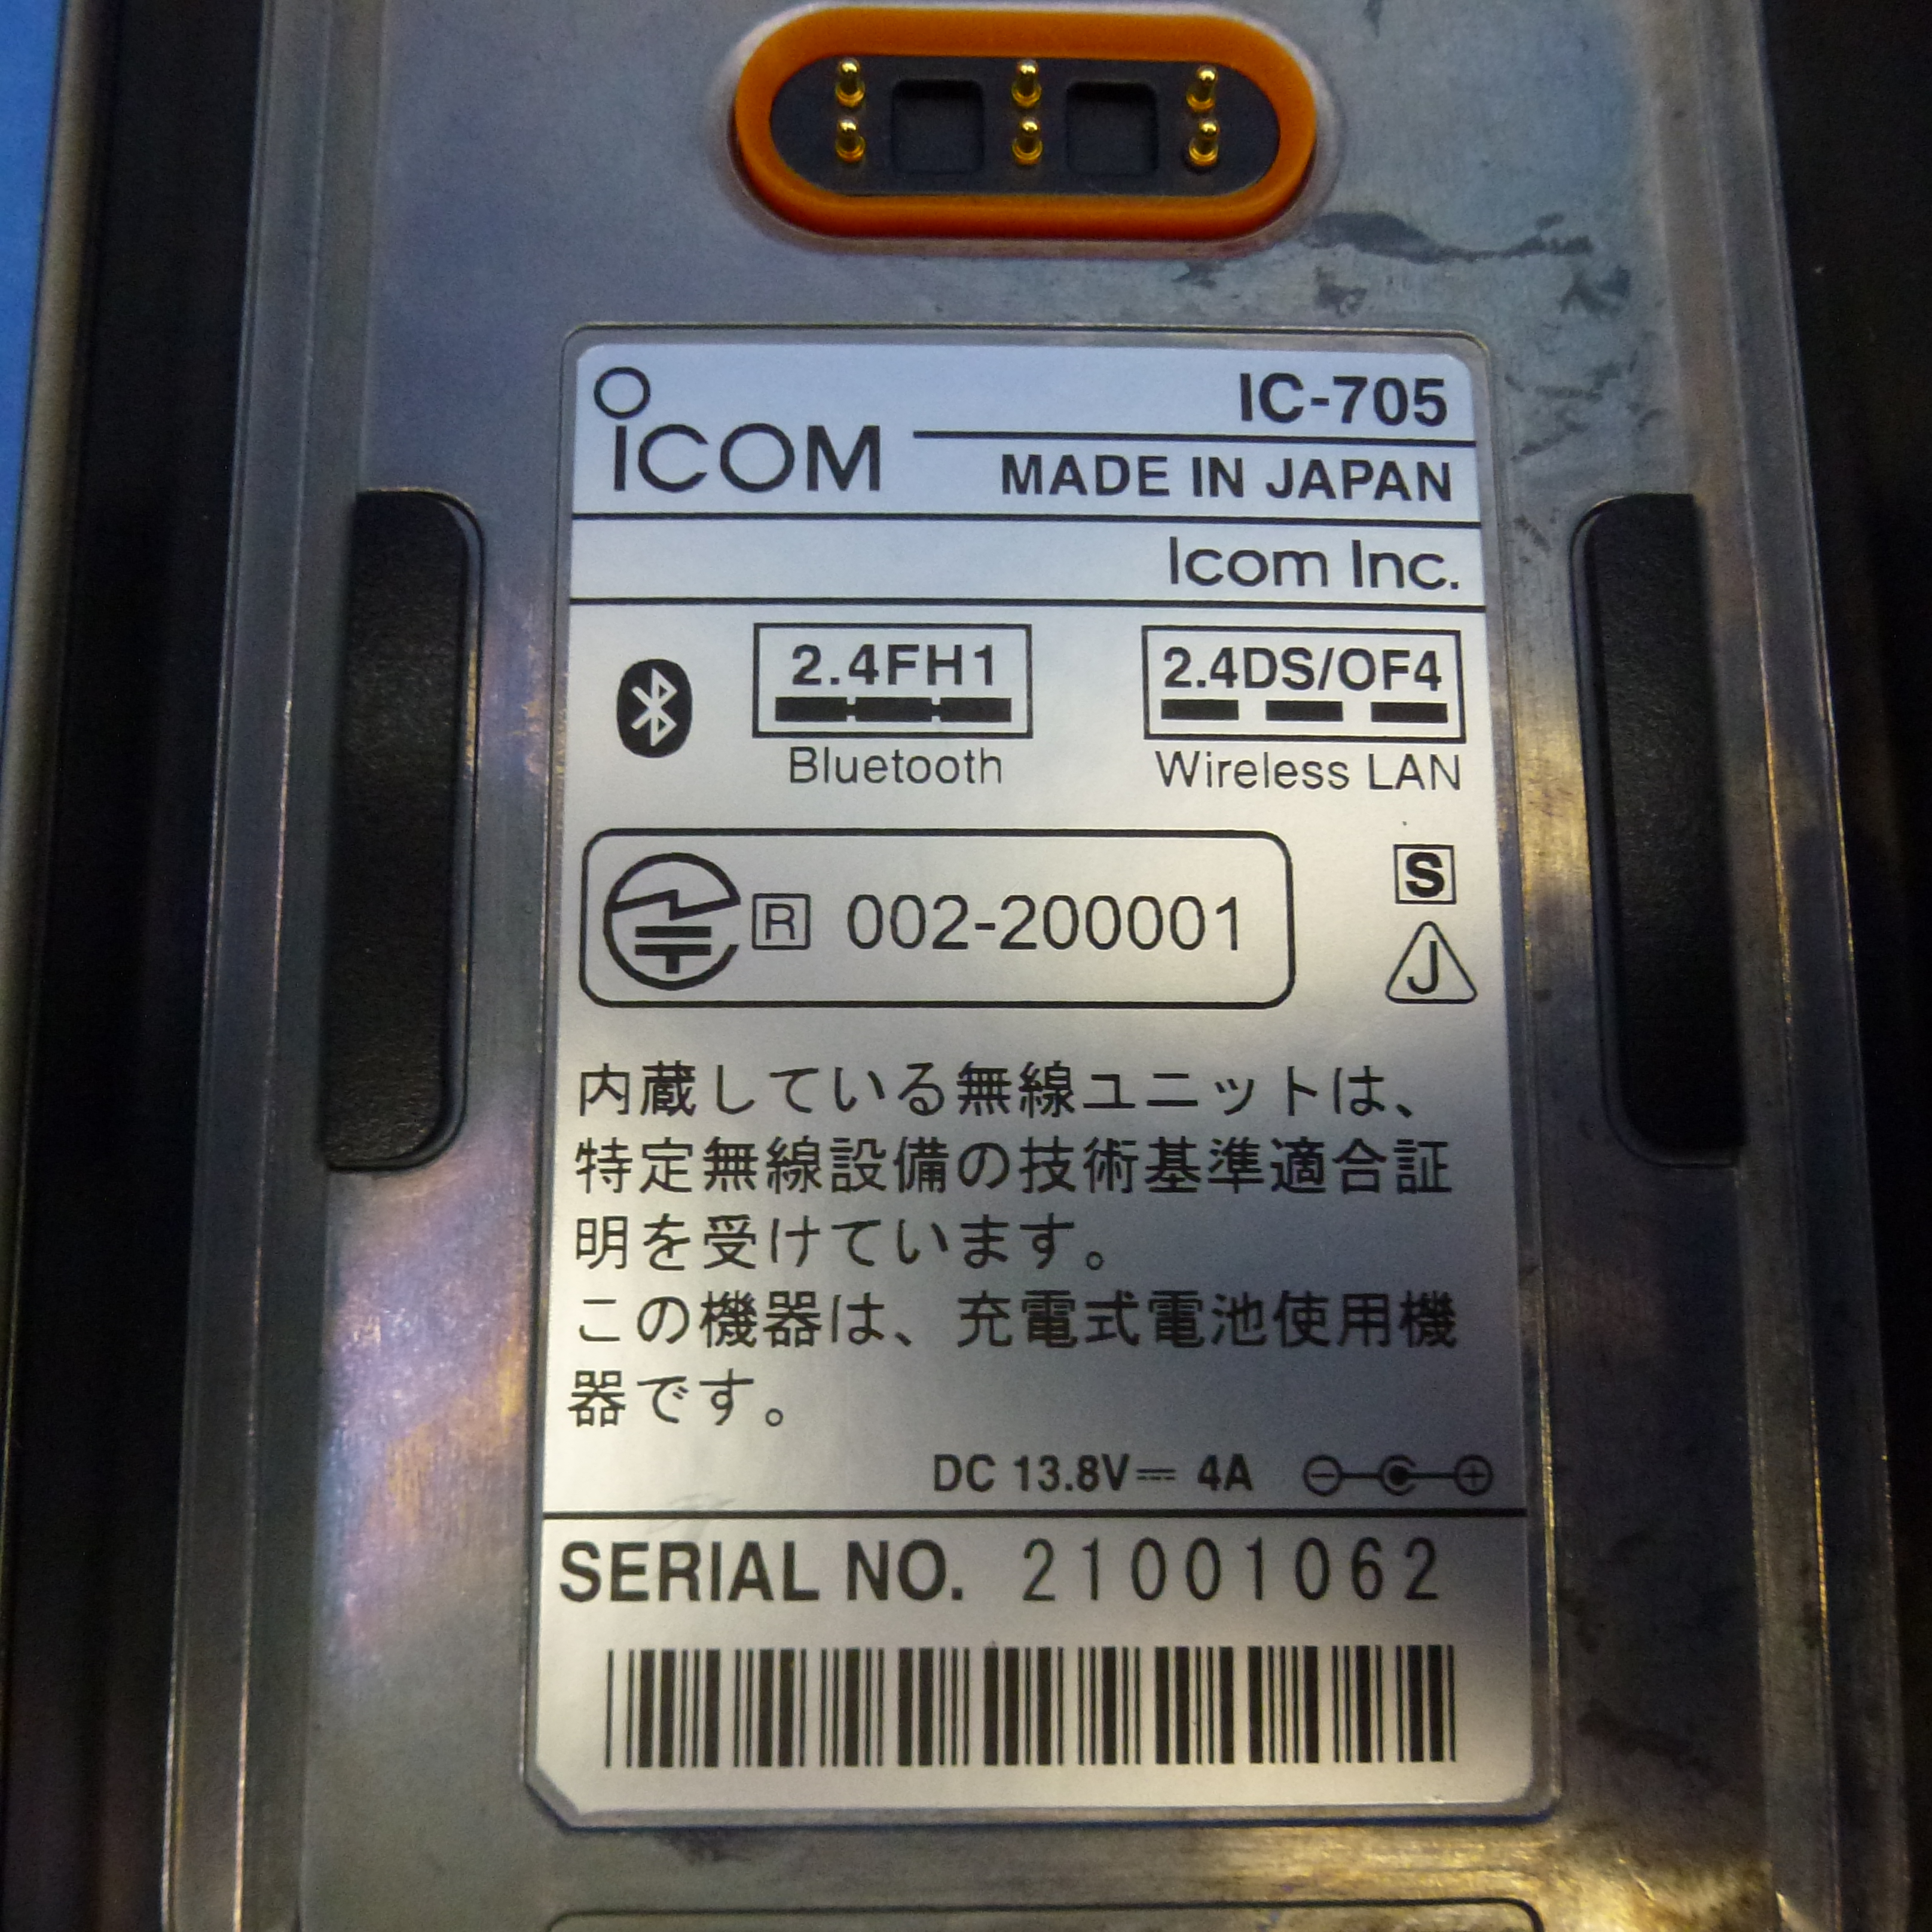 ICOM
IC-705
MADE IN JAPAN
Icom Inc.
2.4FH1
2.4DS/OF4
Bluetooth
Wireless LAN
R 002-200001
S
J
内蔵している無線ユニットは、
特定無線設備の技術基準適合証
明を受けています。
この機器は、充電式電池使用機
器です。
DC 13.8V⎓ 4A
SERIAL NO. 21001062